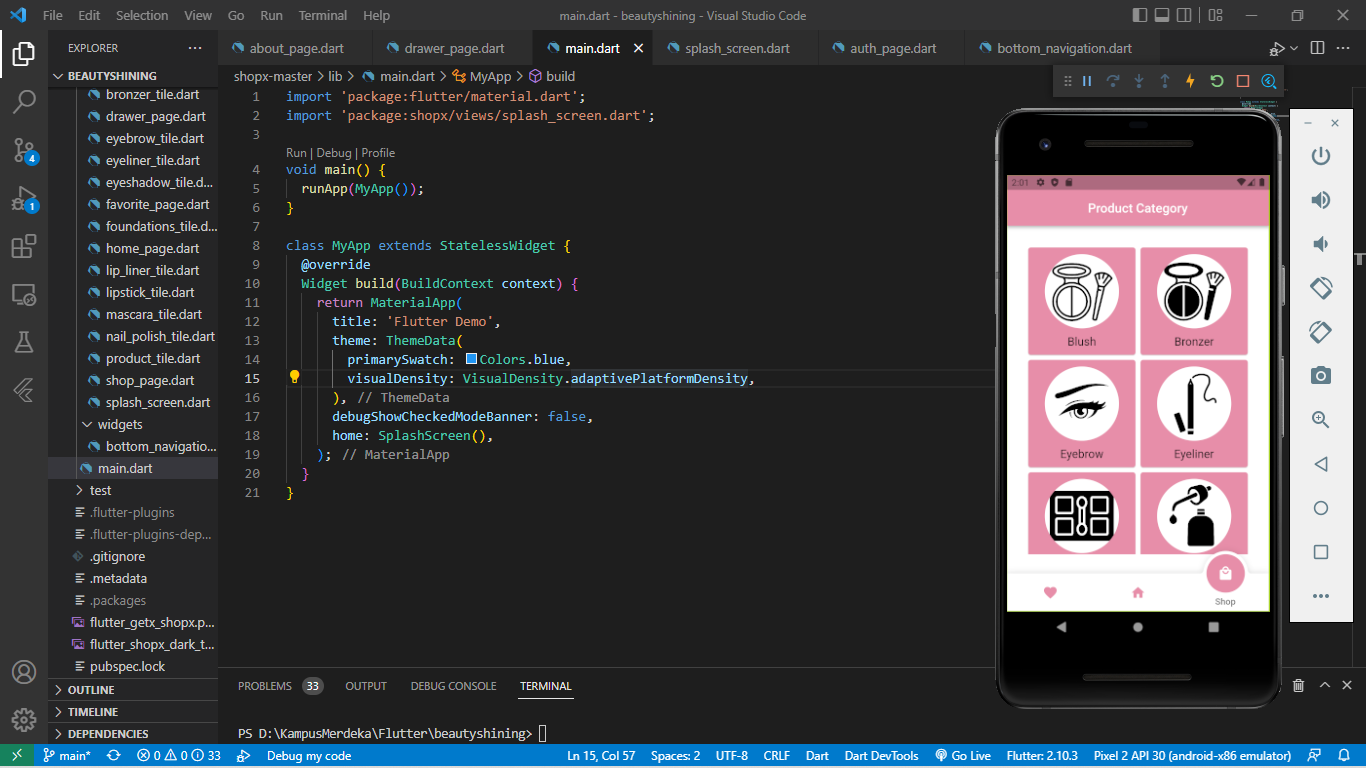 File Edit Selection View Go Run Terminal Help
main.dart - beautyshining - Visual Studio Code
EXPLORER
BEAUTYSHINING
bronzer_tile.dart
drawer_page.dart
eyebrow_tile.dart
eyeliner_tile.dart
eyeshadow_tile.d...
favorite_page.dart
foundations_tile.d...
home_page.dart
lip_liner_tile.dart
lipstick_tile.dart
mascara_tile.dart
nail_polish_tile.dart
product_tile.dart
shop_page.dart
splash_screen.dart
widgets
bottom_navigatio...
main.dart
test
.flutter-plugins
.flutter-plugins-dep...
.gitignore
.metadata
.packages
flutter_getx_shopx.p...
flutter_shopx_dark_t...
pubspec.lock
OUTLINE
TIMELINE
DEPENDENCIES
4
1
about_page.dart drawer_page.dart main.dart splash_screen.dart auth_page.dart bottom_navigation.dart
shopx-master > lib > main.dart > MyApp > build
1 import 'package:flutter/material.dart';
2 import 'package:shopx/views/splash_screen.dart';
3
Run | Debug | Profile
4 void main() {
5 runApp(MyApp());
6 }
7
8 class MyApp extends StatelessWidget {
9 @override
10 Widget build(BuildContext context) {
11 return MaterialApp(
12 title: 'Flutter Demo',
13 theme: ThemeData(
14 primarySwatch: Colors.blue,
15 visualDensity: VisualDensity.adaptivePlatformDensity,
16 ), // ThemeData
17 debugShowCheckedModeBanner: false,
18 home: SplashScreen(),
19 ); // MaterialApp
20 }
21 }
2:01
Product Category
Blush Bronzer
Eyebrow Eyeliner
Shop
PROBLEMS 33 OUTPUT DEBUG CONSOLE TERMINAL
PS D:\KampusMerdeka\Flutter\beautyshining>
main* 0 0 33 Debug my code Ln 15, Col 57 Spaces: 2 UTF-8 CRLF Dart Dart DevTools Go Live Flutter: 2.10.3 Pixel 2 API 30 (android-x86 emulator)